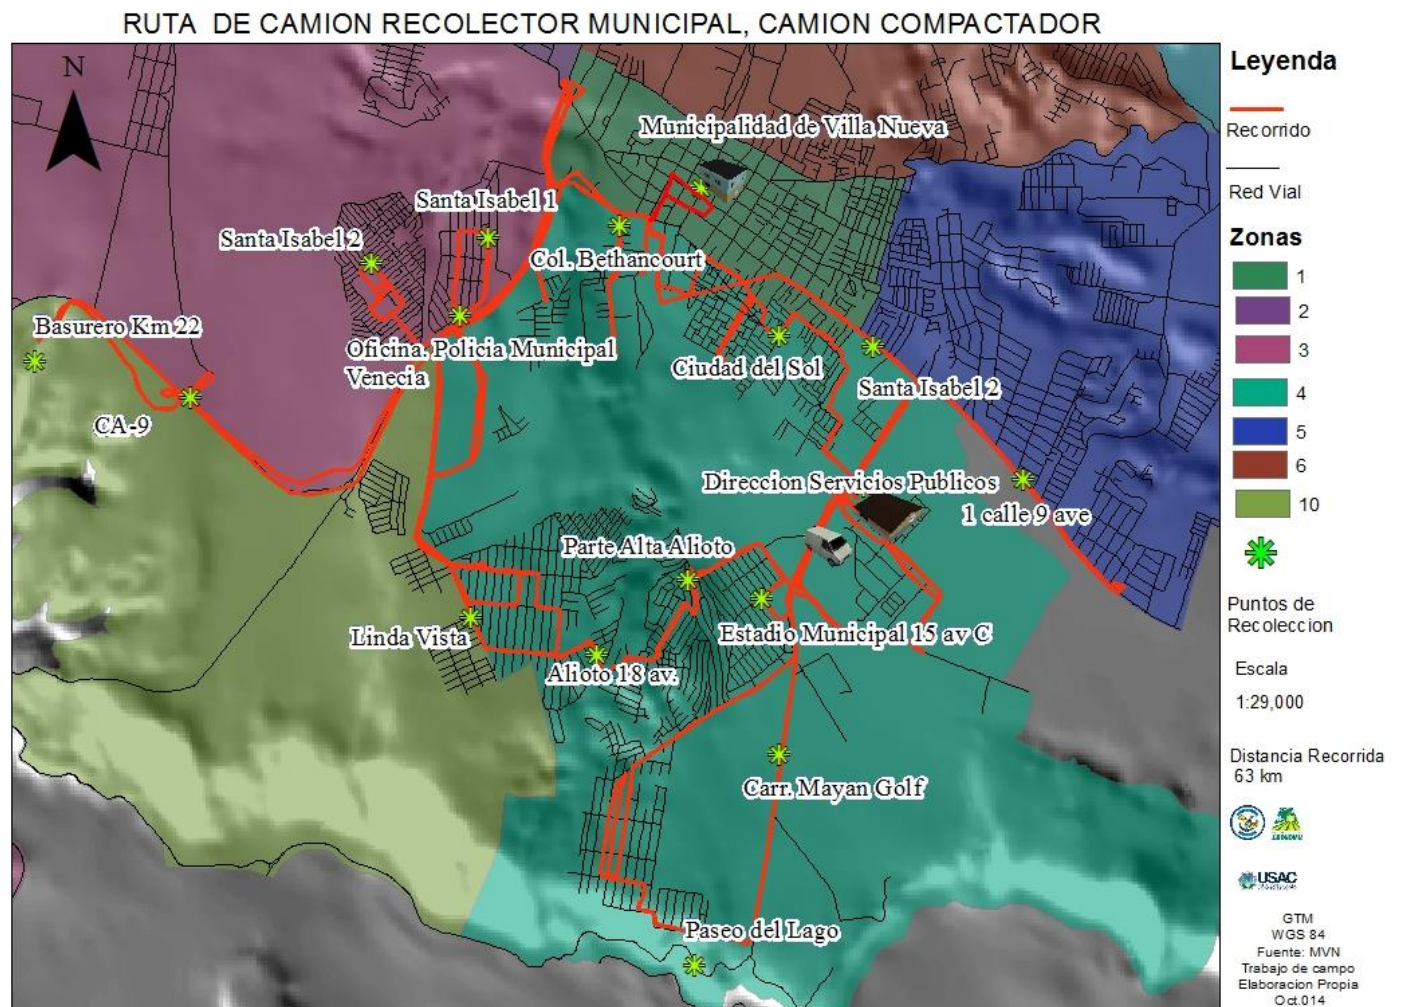 RUTA DE CAMION RECOLECTOR MUNICIPAL, CAMION COMPACTADOR
N
Municipalidad de Villa Nueva
Santa Isabel 1
Santa Isabel 2
Col. Bethancourt
Basurero Km 22
Oficina. Policia Municipal
Venecia
Ciudad del Sol
Santa Isabel 2
CA-9
Direccion Servicios Publicos
1 calle 9 ave
Parte Alta Alioto
Linda Vista
Estadio Municipal 15 av C
Alioto 18 av.
Carr. Mayan Golf
Paseo del Lago
Leyenda
Recorrido
Red Vial
Zonas
1
2
3
4
5
6
10
Puntos de
Recoleccion
Escala
1:29,000
Distancia Recorrida
63 km
USAC
GTM
WGS 84
Fuente: MVN
Trabajo de campo
Elaboracion Propia
Oct.014